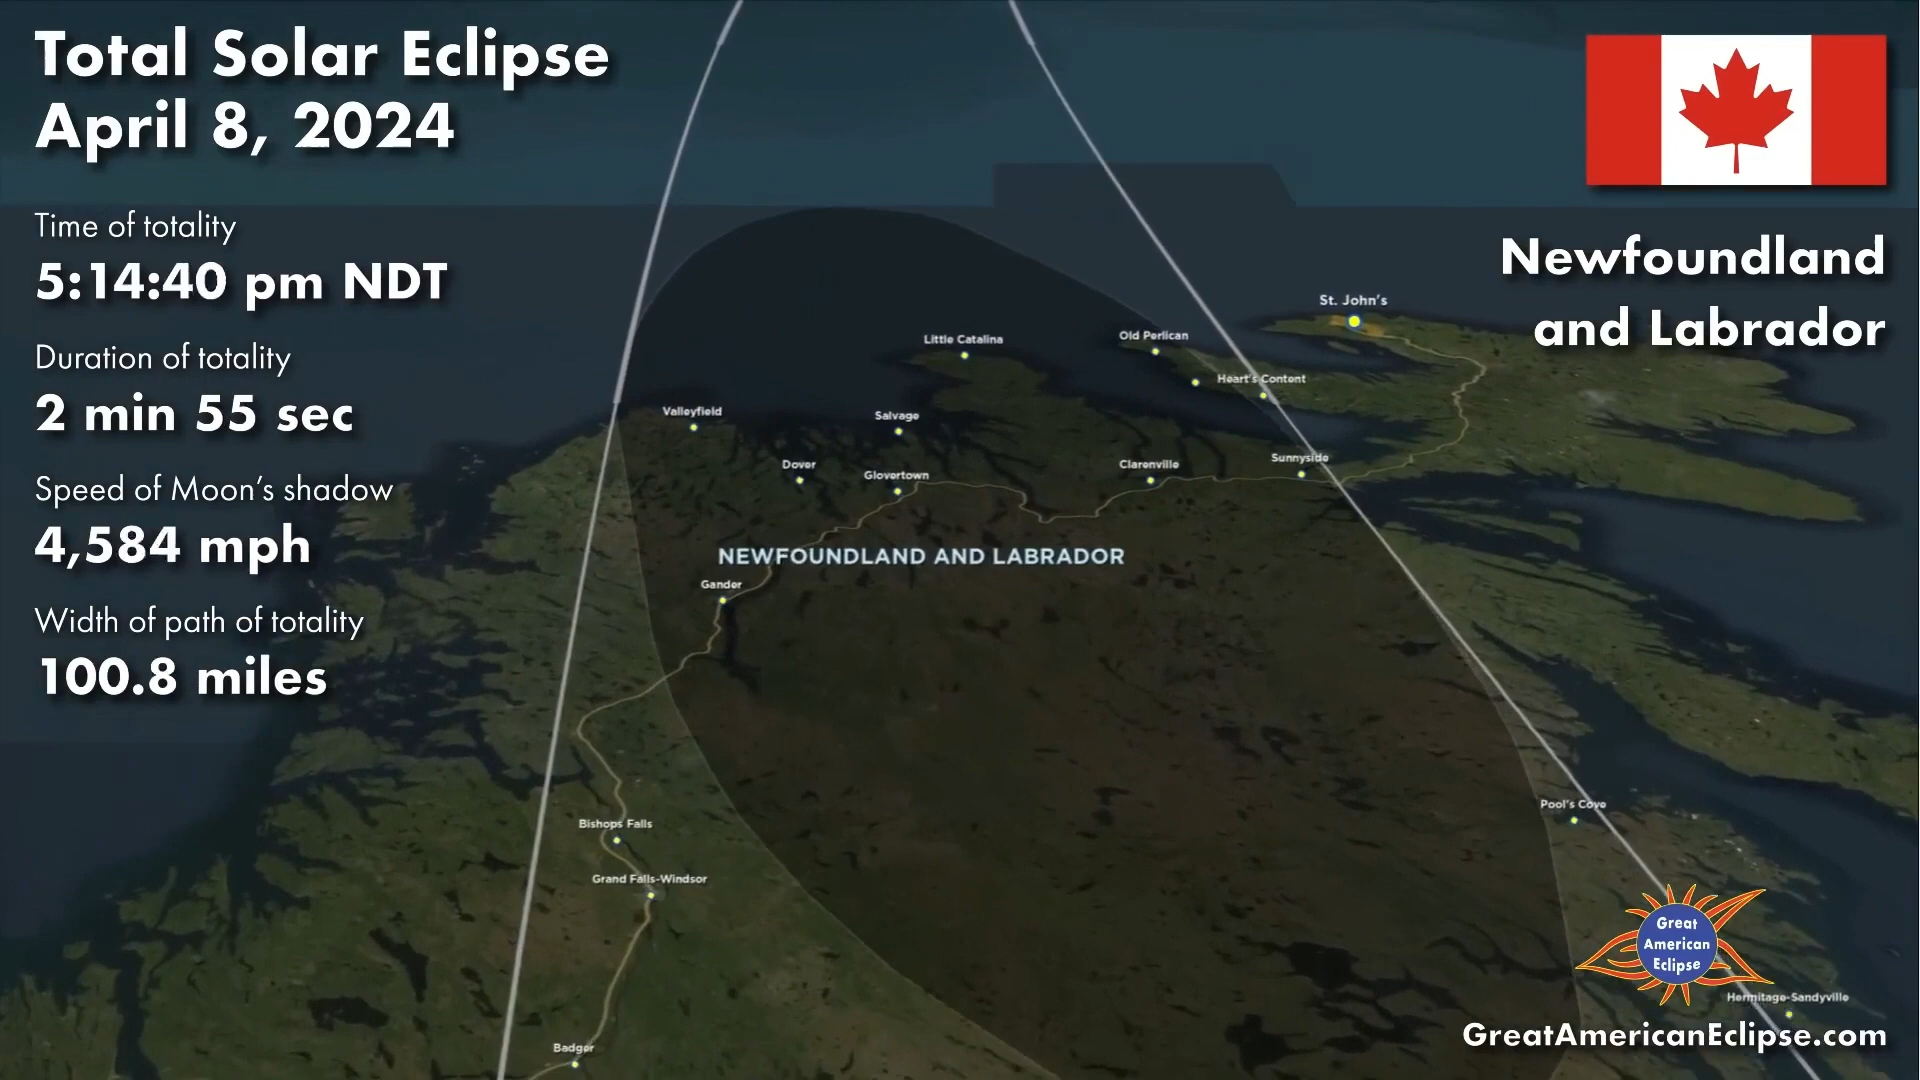 Total Solar Eclipse
April 8, 2024
Time of totality
5:14:40 pm NDT
Duration of totality
2 min 55 sec
Speed of Moon's shadow
4,584 mph
Width of path of totality
100.8 miles
Newfoundland
and Labrador
St. John's
Little Catalina
Old Perlican
Heart's Content
Valleyfield
Salvage
Dover
Glovertown
Clarenville
Sunnyside
NEWFOUNDLAND AND LABRADOR
Gander
Pool's Cove
Bishops Falls
Grand Falls-Windsor
Great
American
Eclipse
Hermitage-Sandyville
GreatAmericanEclipse.com
Badger